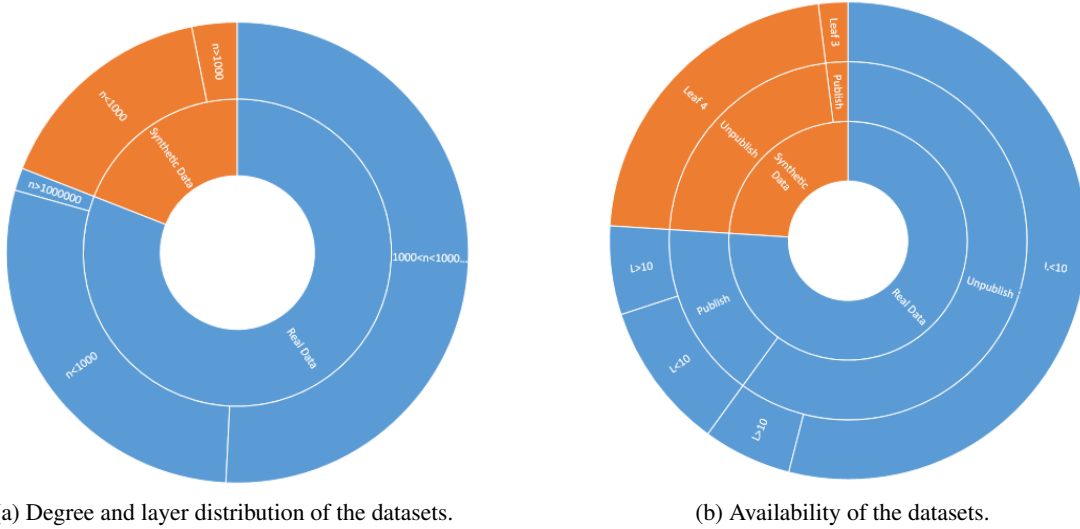 n>1000
n<1000
Synthetic Data
n>1000000
1000<n<1000...
n<1000
Real Data
(a) Degree and layer distribution of the datasets.
Leaf 3
Publish
Leaf 4
Unpublish
Synthetic
Data
L>10
Publish
Real Data
Unpublish
L<10
L<10
L>10
(b) Availability of the datasets.